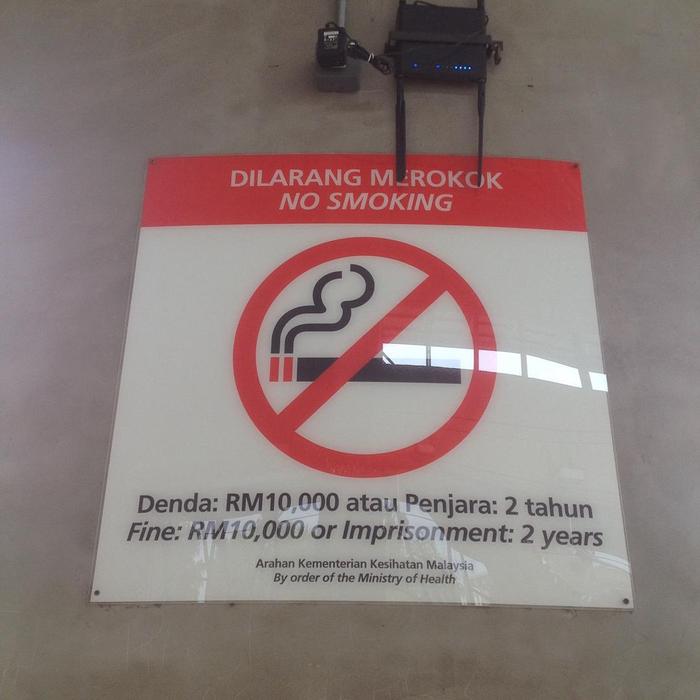 DILARANG MEROKOK
NO SMOKING
Denda: RM10,000 atau Penjara: 2 tahun
Fine: RM10,000 or Imprisonment: 2 years
Arahan Kementerian Kesihatan Malaysia
By order of the Ministry of Health